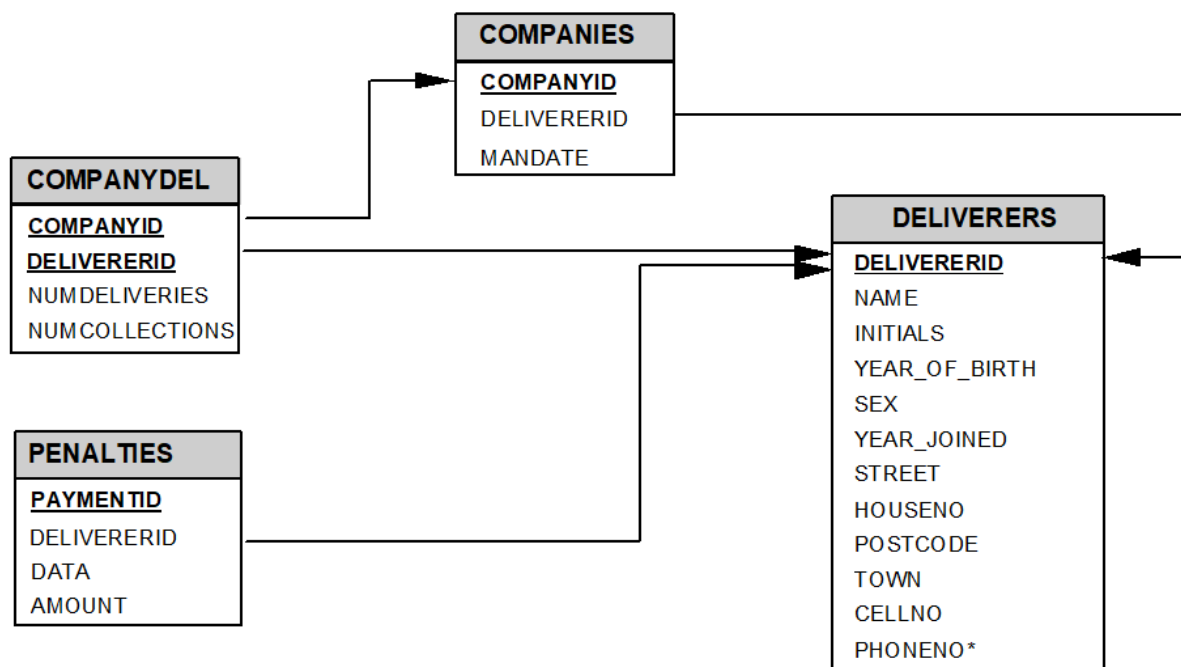 COMPANIES
COMPANYID
DELIVERERID
MANDATE
COMPANYDEL
COMPANYID
DELIVERERID
NUMDELIVERIES
NUMCOLLECTIONS
DELIVERERS
DELIVERERID
NAME
INITIALS
YEAR_OF_BIRTH
SEX
YEAR_JOINED
STREET
HOUSENO
POSTCODE
TOWN
CELLNO
PHONENO*
PENALTIES
PAYMENTID
DELIVERERID
DATA
AMOUNT